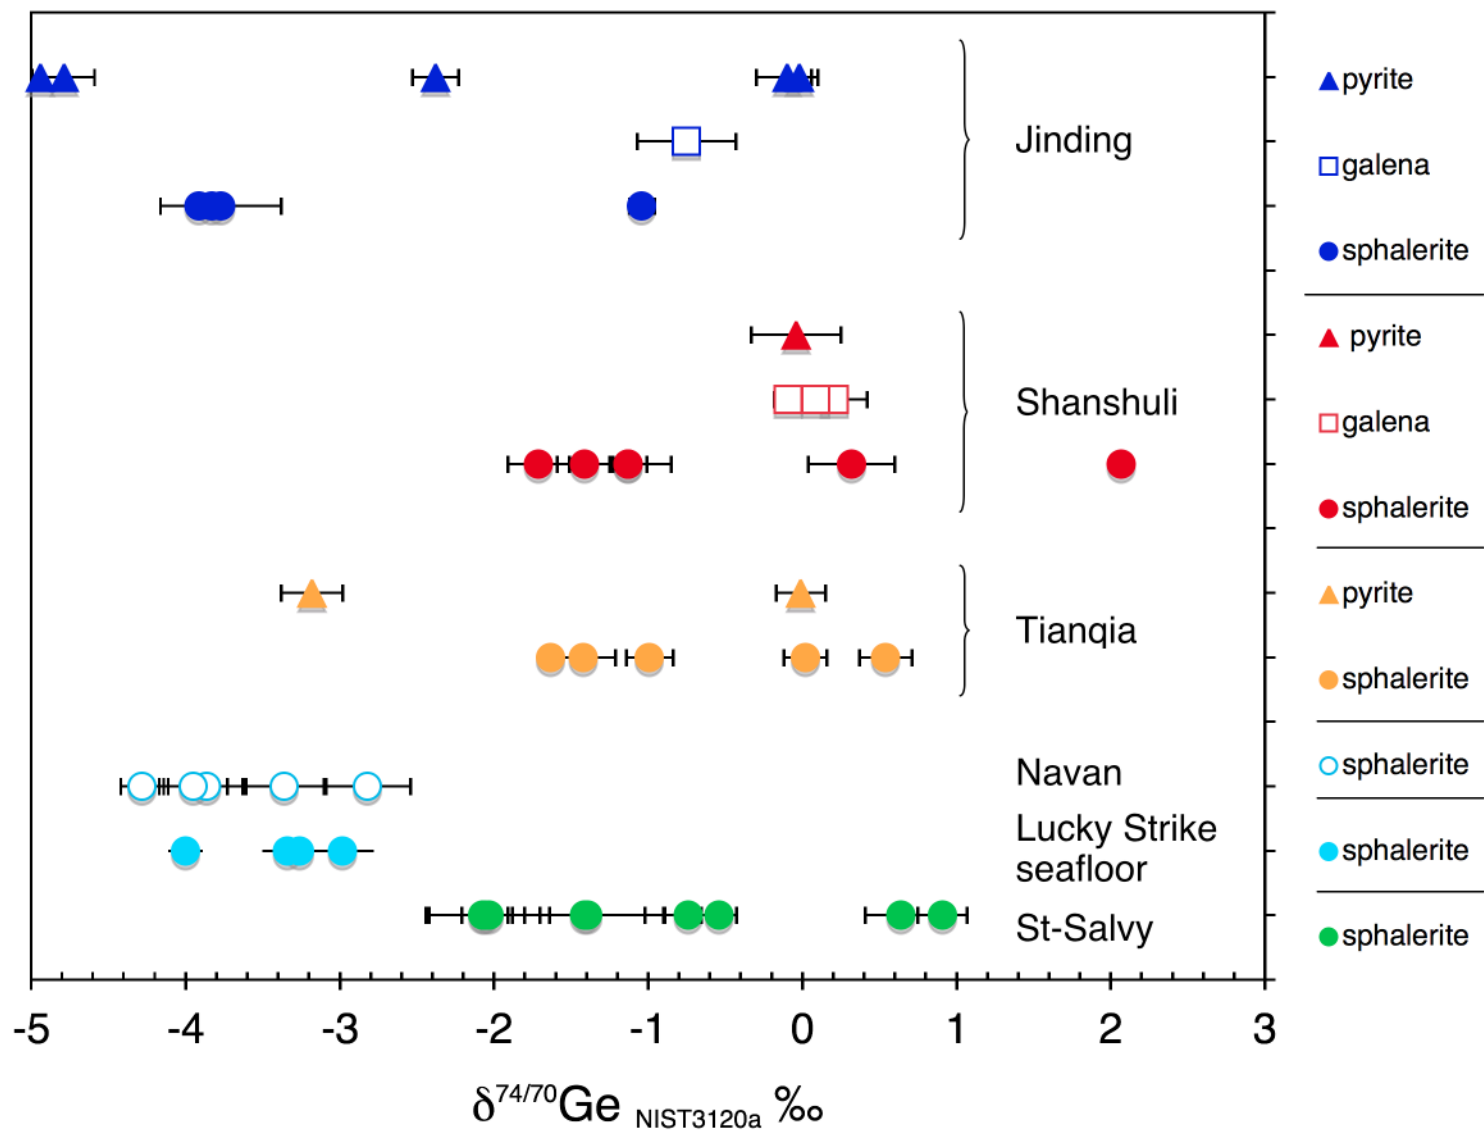 pyrite
Jinding
galena
sphalerite
pyrite
Shanshuli
galena
sphalerite
pyrite
Tianqia
sphalerite
Navan
sphalerite
Lucky Strike
seafloor
sphalerite
St-Salvy
sphalerite
-5 -4 -3 -2 -1 0 1 2 3
δ74/70Ge NIST3120a ‰